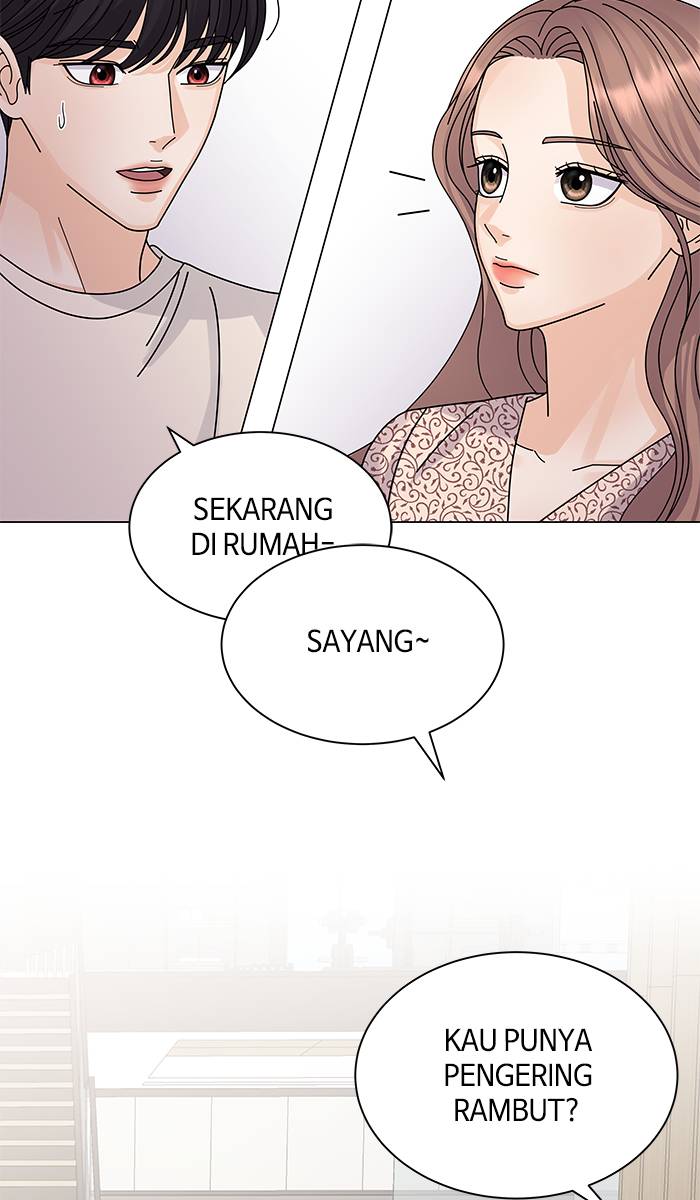 SEKARANG
DI RUMAH-
SAYANG~
KAU PUNYA
PENGERING
RAMBUT?